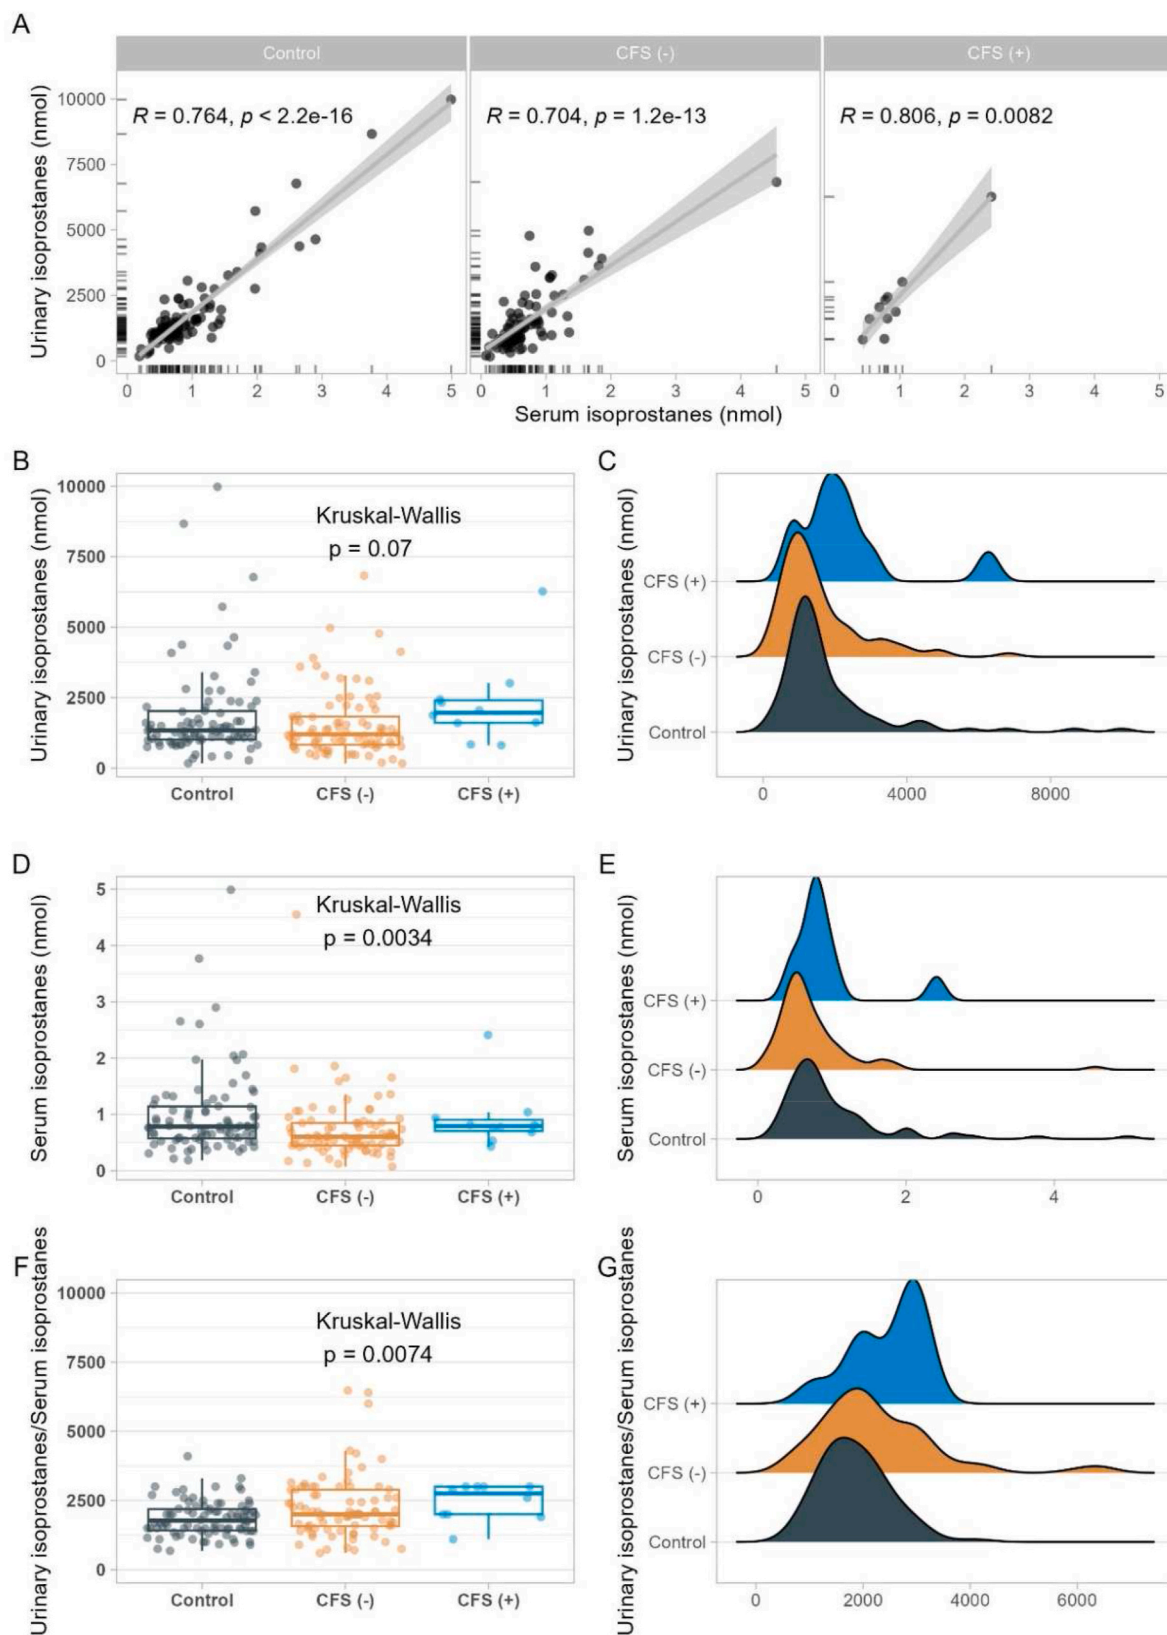 A
Control CFS (-) CFS (+)
R = 0.764, p < 2.2e-16 R = 0.704, p = 1.2e-13 R = 0.806, p = 0.0082
Urinary isoprostanes (nmol)
10000
7500
5000
2500
0
0 1 2 3 4 5 0 1 2 3 4 5 0 1 2 3 4 5
Serum isoprostanes (nmol)
B
Urinary isoprostanes (nmol)
10000
7500
5000
2500
0
Kruskal-Wallis
p = 0.07
Control CFS (-) CFS (+)
C
Urinary isoprostanes (nmol)
CFS (+)
CFS (-)
Control
0 4000 8000
D
Serum isoprostanes (nmol)
5
4
3
2
1
0
Kruskal-Wallis
p = 0.0034
Control CFS (-) CFS (+)
E
Serum isoprostanes (nmol)
CFS (+)
CFS (-)
Control
0 2 4
F
Urinary isoprostanes/Serum isoprostanes
10000
7500
5000
2500
0
Kruskal-Wallis
p = 0.0074
Control CFS (-) CFS (+)
G
Urinary isoprostanes/Serum isoprostanes
CFS (+)
CFS (-)
Control
0 2000 4000 6000